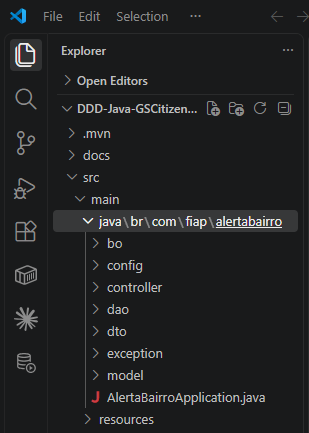 File Edit Selection ...
Explorer ...
Open Editors
DDD-Java-GSCitizen...
.mvn
docs
src
main
java\br\com\fiap\alertabairro
bo
config
controller
dao
dto
exception
model
J AlertaBairroApplication.java
resources